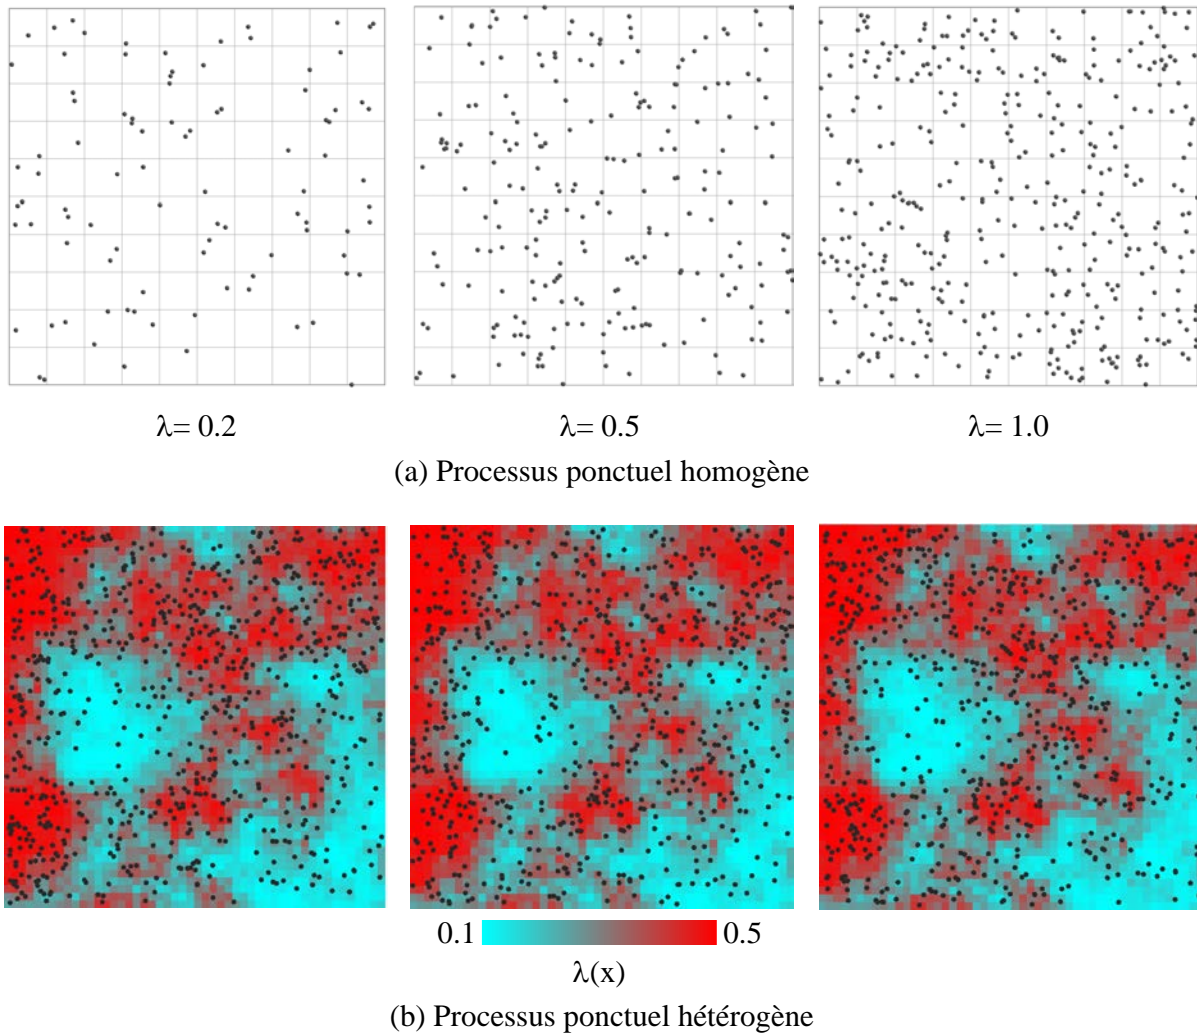 λ= 0.2
λ= 0.5
λ= 1.0
(a) Processus ponctuel homogène
0.1
0.5
λ(x)
(b) Processus ponctuel hétérogène